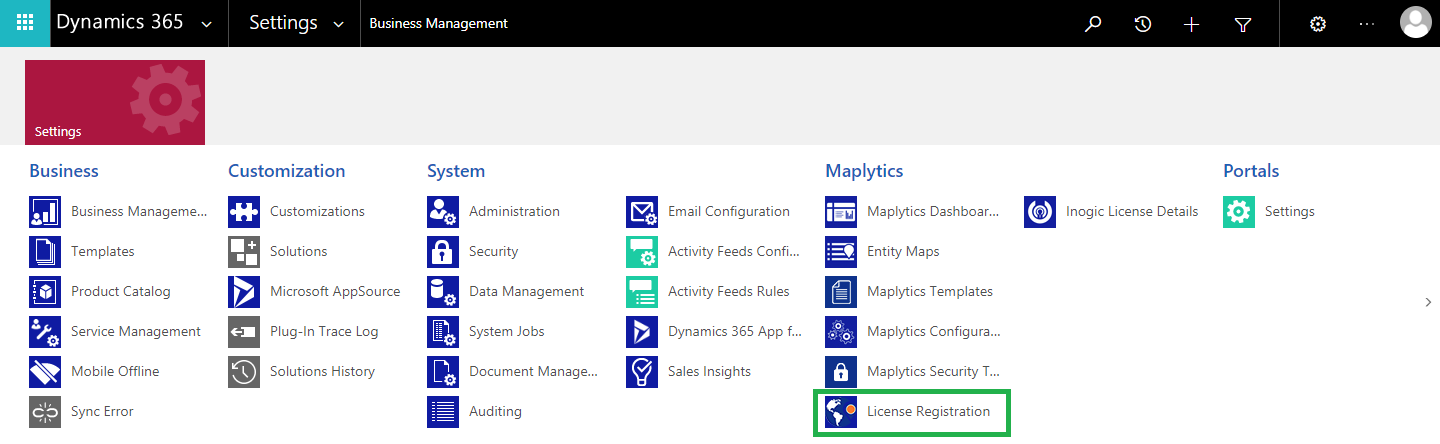 Dynamics 365
Settings
Business Management
Settings
Business
Business Manageme...
Templates
Product Catalog
Service Management
Mobile Offline
Sync Error
Customization
Customizations
Solutions
Microsoft AppSource
Plug-In Trace Log
Solutions History
System
Administration
Security
Data Management
System Jobs
Document Manage...
Auditing
Email Configuration
Activity Feeds Confi...
Activity Feeds Rules
Dynamics 365 App f...
Sales Insights
Maplytics
Maplytics Dashboar...
Entity Maps
Maplytics Templates
Maplytics Configura...
Maplytics Security T...
License Registration
Inogic License Details
Portals
Settings